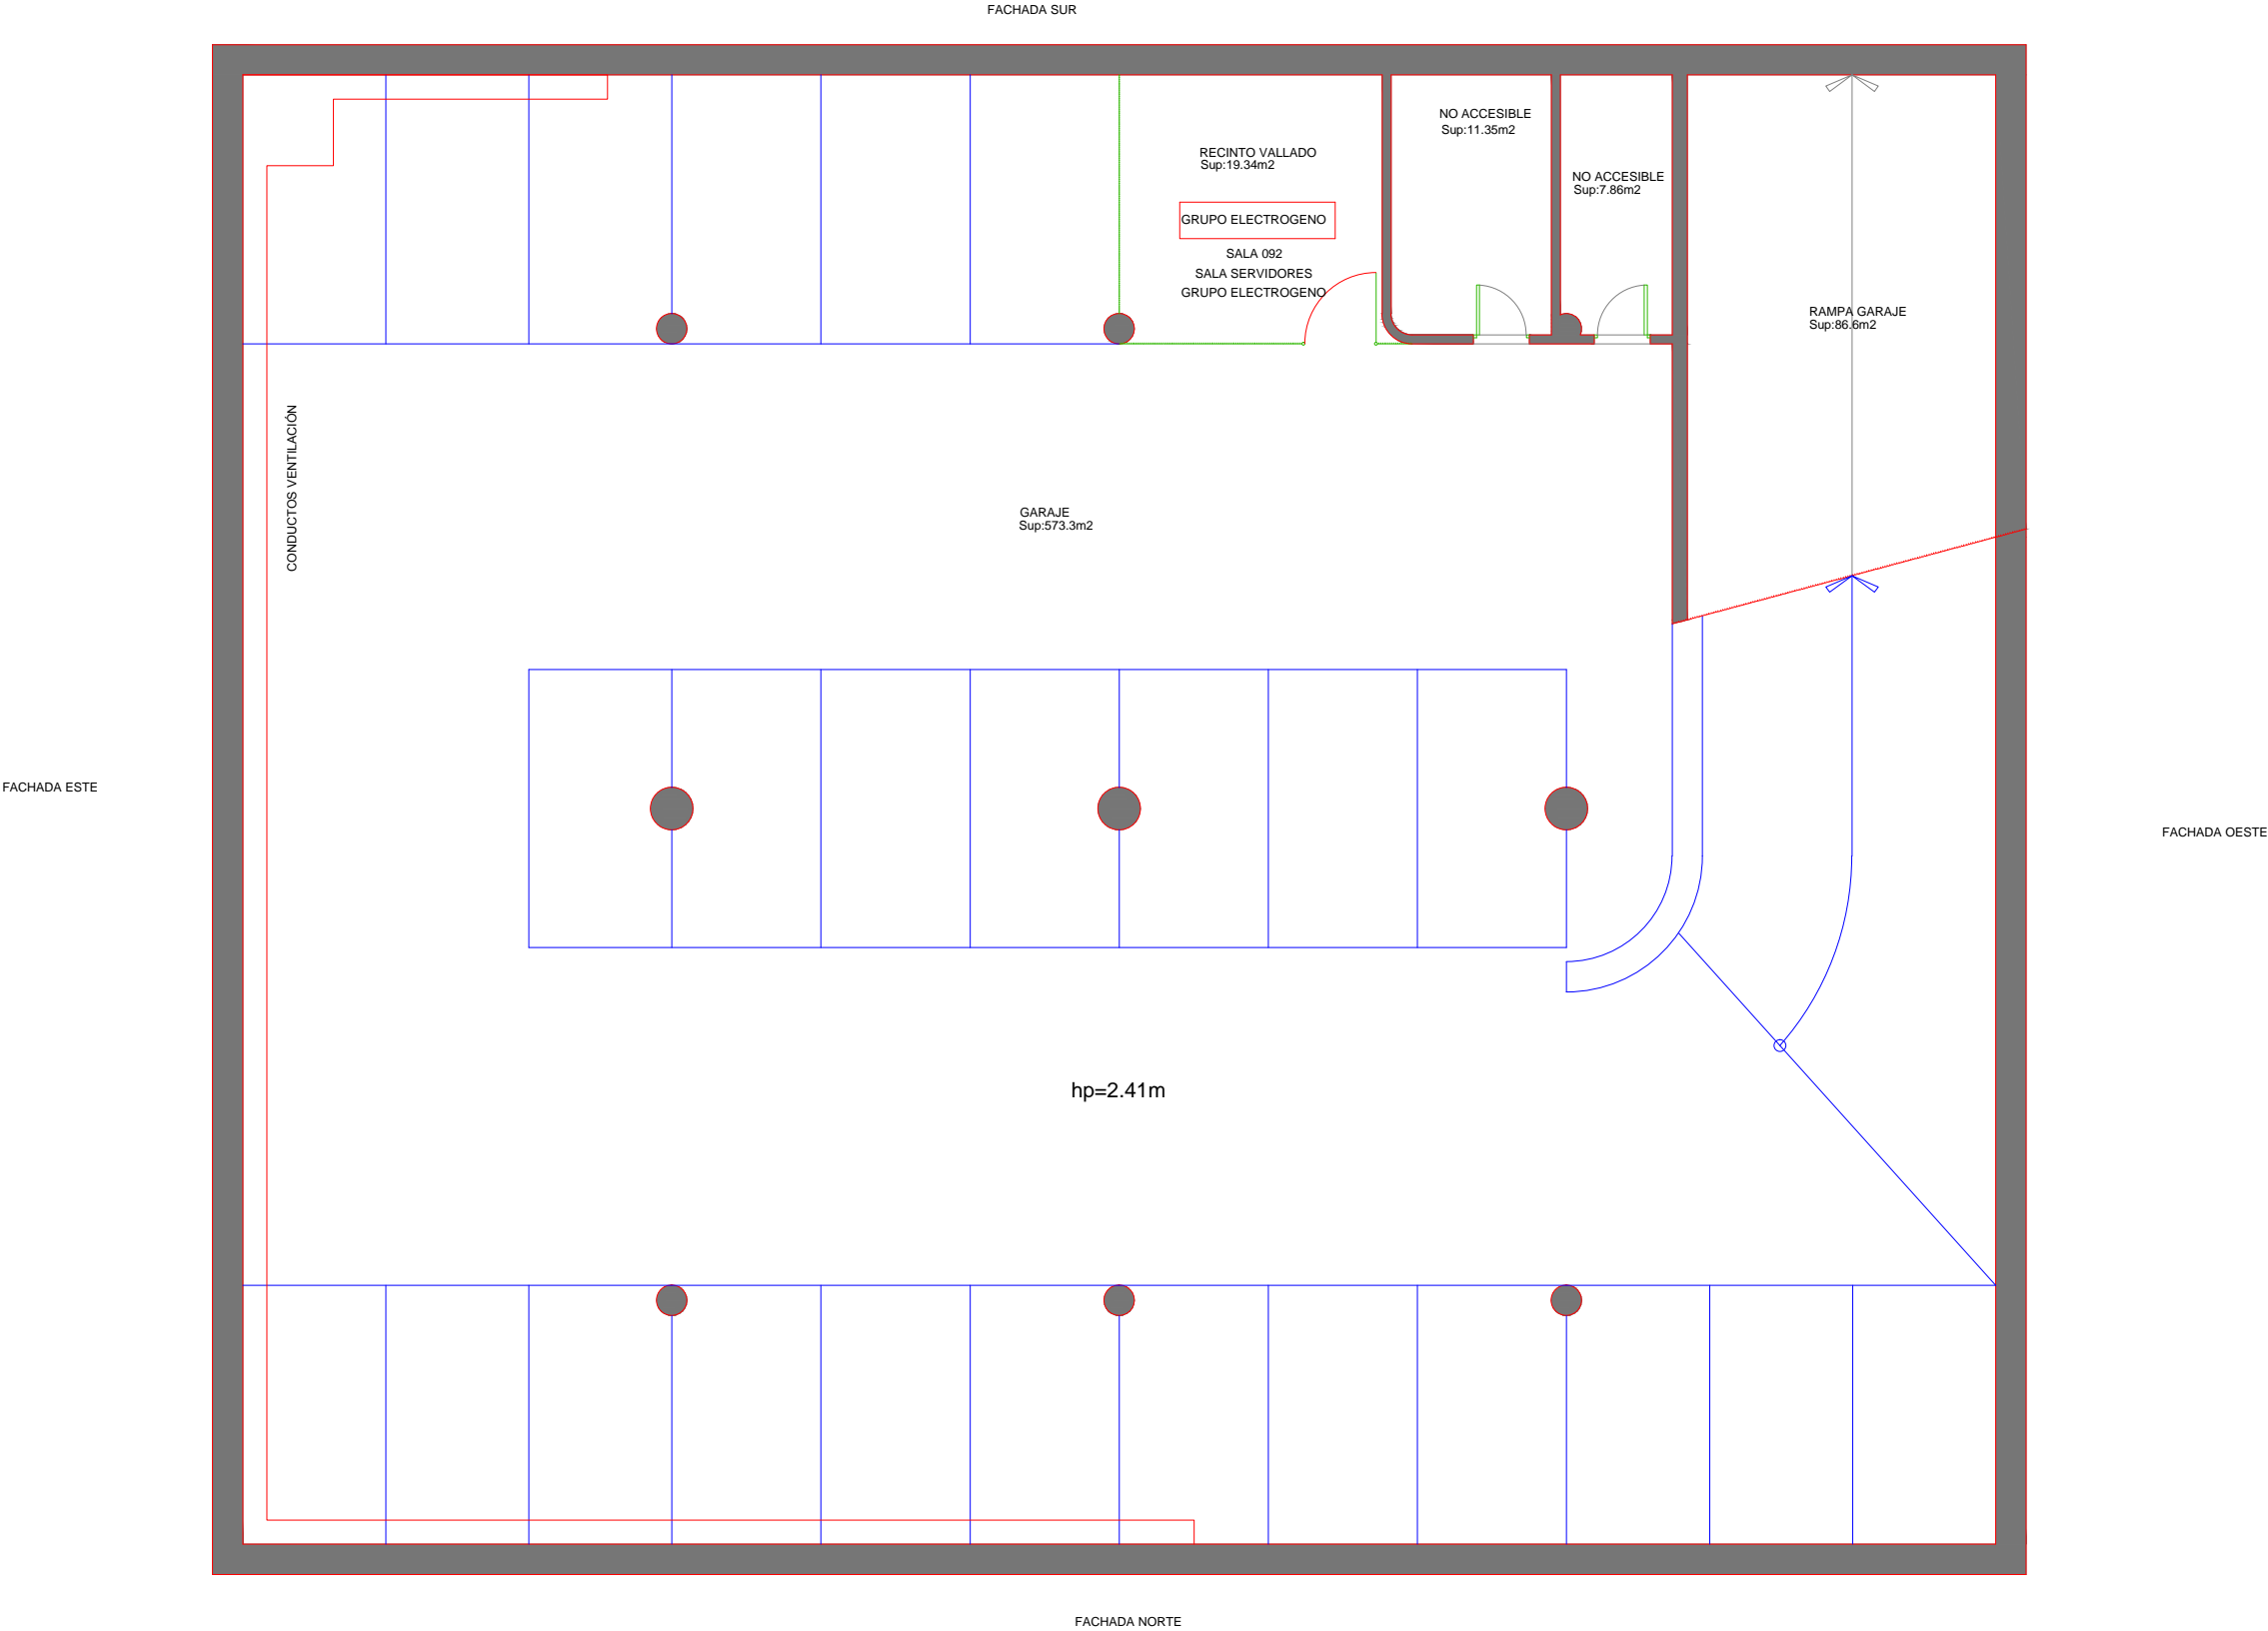 FACHADA SUR
NO ACCESIBLE
Sup:11.35m2
RECINTO VALLADO
Sup:19.34m2
NO ACCESIBLE
Sup:7.86m2
GRUPO ELECTROGENO
SALA 092
SALA SERVIDORES
GRUPO ELECTROGENO
RAMPA GARAJE
Sup:86.6m2
CONDUCTOS VENTILACIÓN
GARAJE
Sup:573.3m2
FACHADA ESTE
FACHADA OESTE
hp=2.41m
FACHADA NORTE